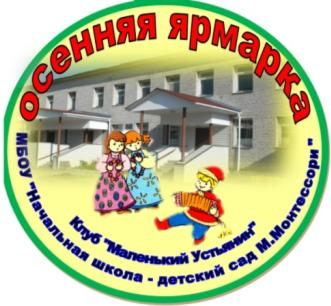 осенняя ярмарка
Клуб "Маленький Устьянин"
МБОУ "Начальная школа - детский сад М.Монтессори"